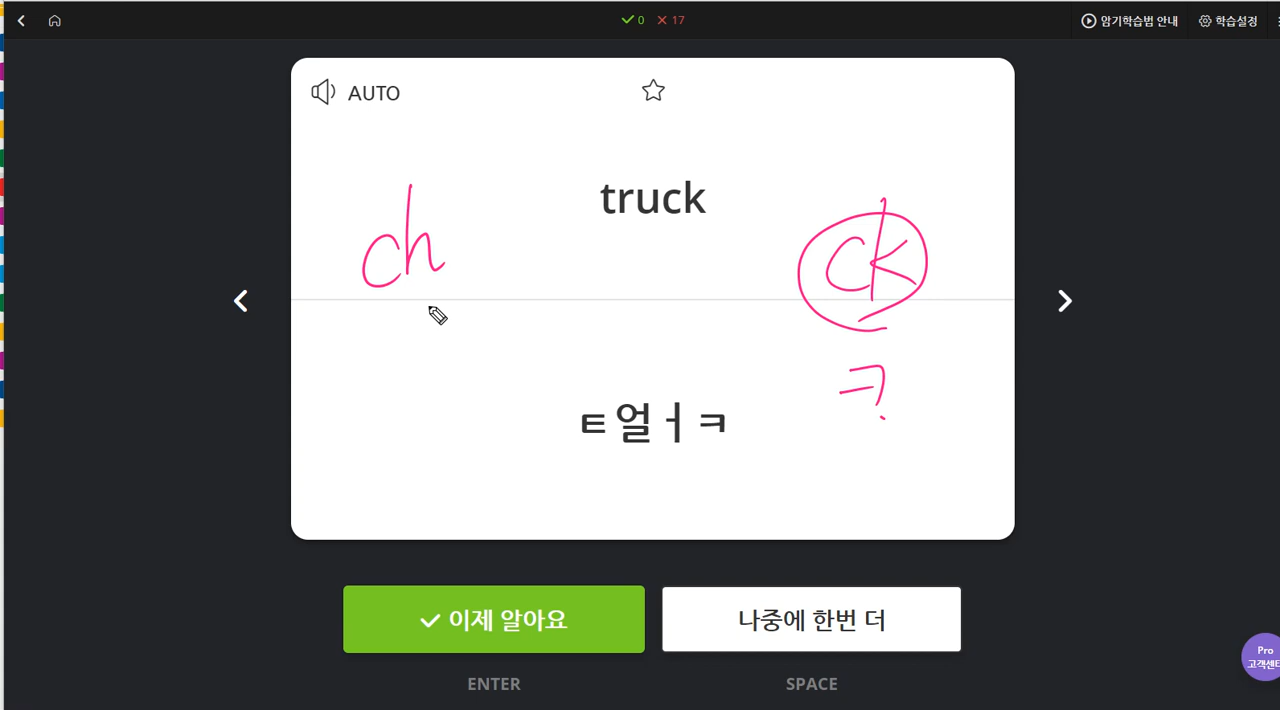 0 17 암기학습법 안내 학습설정
AUTO
truck
ch
ck
ㅋ
ㅌ얼ㅓㅋ
이제 알아요 나중에 한번 더
ENTER SPACE
Pro
고객센터